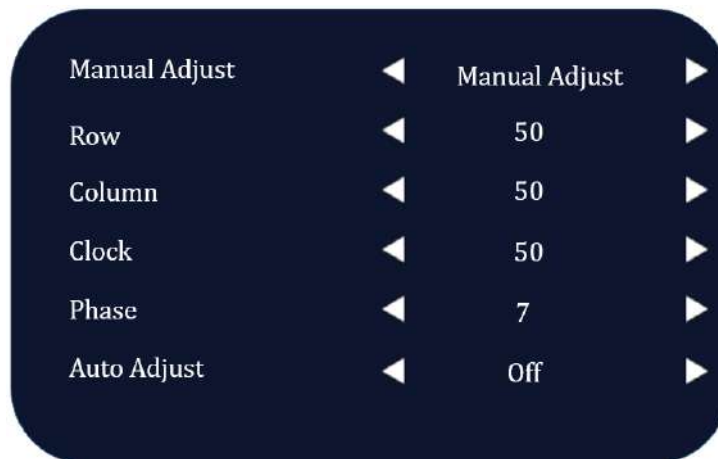 Manual Adjust Manual Adjust
Row 50
Column 50
Clock 50
Phase 7
Auto Adjust Off